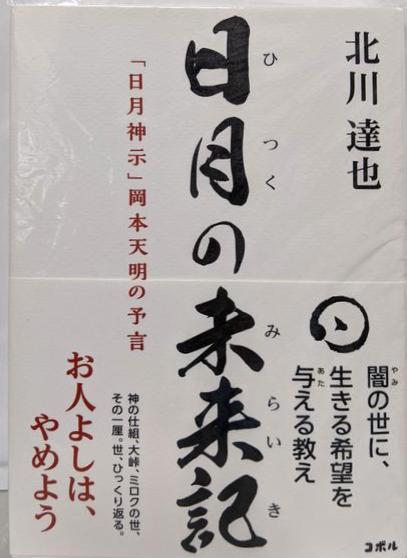 北川達也
日月の未来記
ひつく
みらいき
「日月神示」岡本天明の予言
闇の世に、
やみ
生きる希望を
与える教え
あた
神の仕組、大峠、ミロクの世、
その一厘。世、ひっくり返る。
お人よしは、
やめよう
コボル